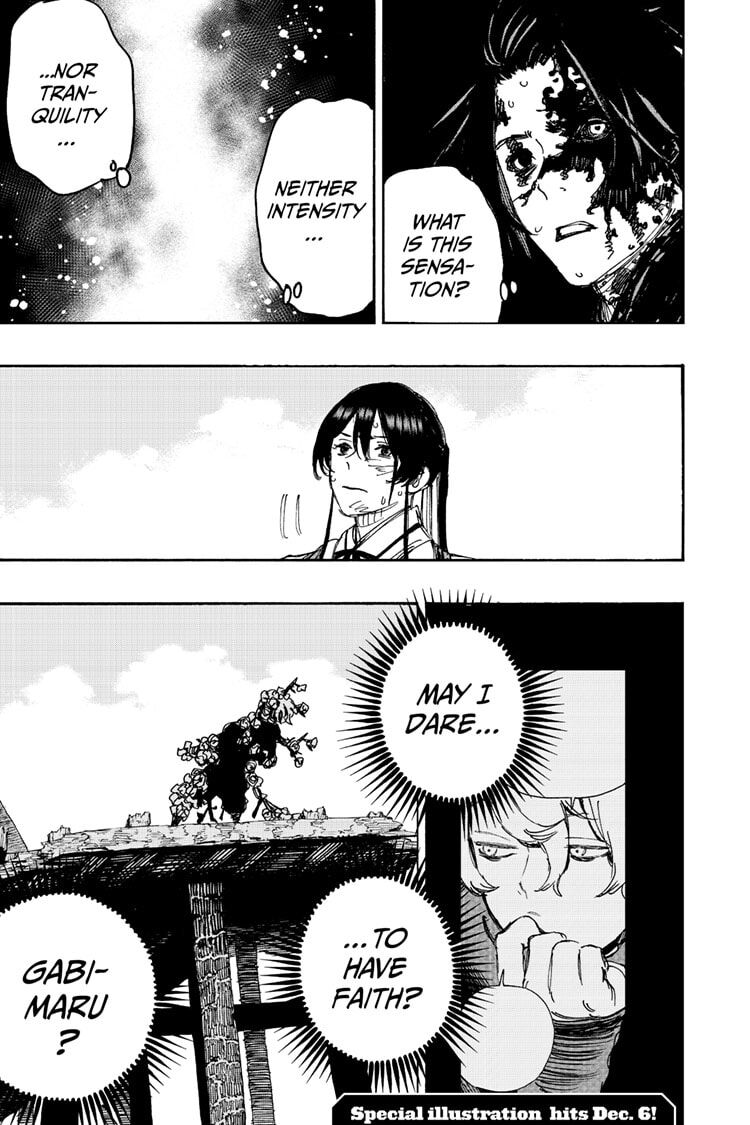 WHAT
IS THIS
SENSA-
TION?
NEITHER
INTENSITY
...
...NOR
TRAN-
QUILITY
...
MAY I
DARE...
...TO
HAVE
FAITH?
GABI-
MARU
?
Special illustration hits Dec. 6!